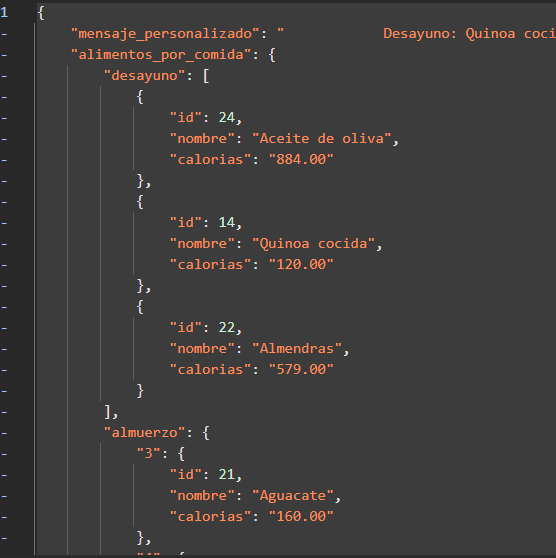 1 {
- "mensaje_personalizado": " Desayuno: Quinoa coci
- "alimentos_por_comida": {
- "desayuno": [
- {
- "id": 24,
- "nombre": "Aceite de oliva",
- "calorias": "884.00"
- },
- {
- "id": 14,
- "nombre": "Quinoa cocida",
- "calorias": "120.00"
- },
- {
- "id": 22,
- "nombre": "Almendras",
- "calorias": "579.00"
- }
- ],
- "almuerzo": {
- "3": {
- "id": 21,
- "nombre": "Aguacate",
- "calorias": "160.00"
- },